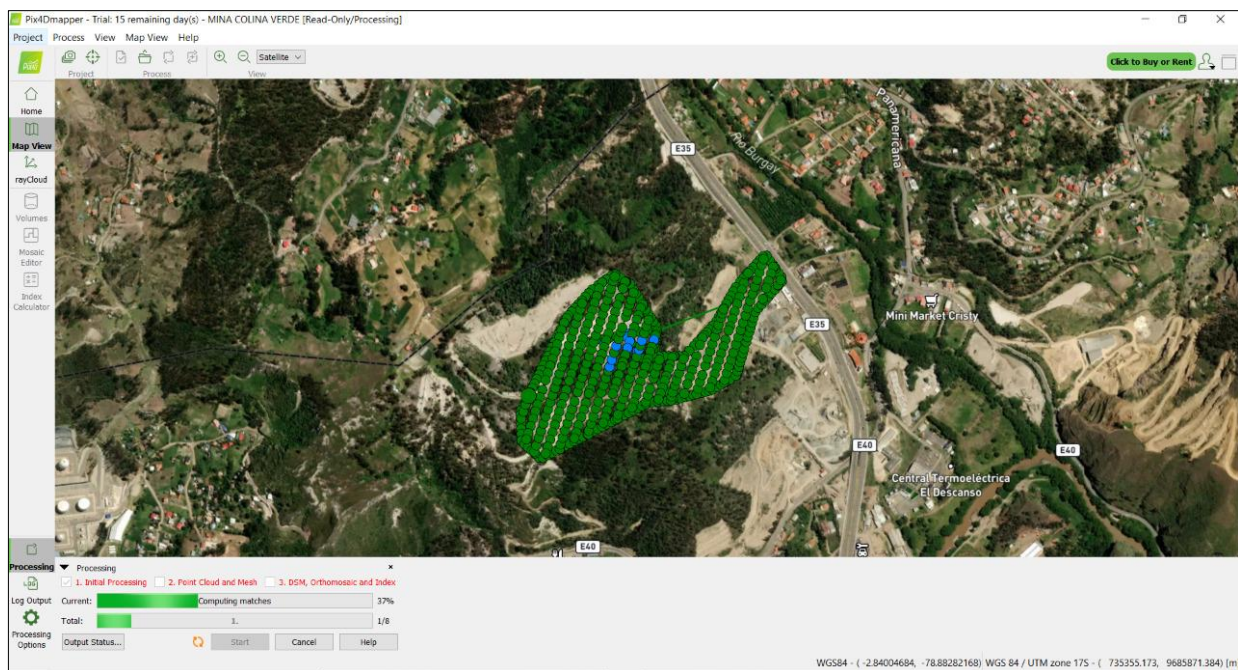 Pix4Dmapper - Trial: 15 remaining day(s) - MINA COLINA VERDE [Read-Only/Processing]
Project Process View Map View Help
Satellite
Click to Buy or Rent
Project Process View
Home
Map View
rayCloud
Volumes
Mosaic
Editor
Index
Calculator
Panamericana
Rio Burgay
E35
Mini Market Cristy
E35
E40
E40
Central Termoeléctrica
El Descanso
E40
Processing
Log Output
Processing
Options
Processing
1. Initial Processing 2. Point Cloud and Mesh 3. DSM, Orthomosaic and Index
Current: Computing matches 37%
Total: 1. 1/8
Output Status... Start Cancel Help
WGS84 - ( -2.84004684, -78.88282168) WGS 84 / UTM zone 17S - ( 735355.173, 9685871.384) [m